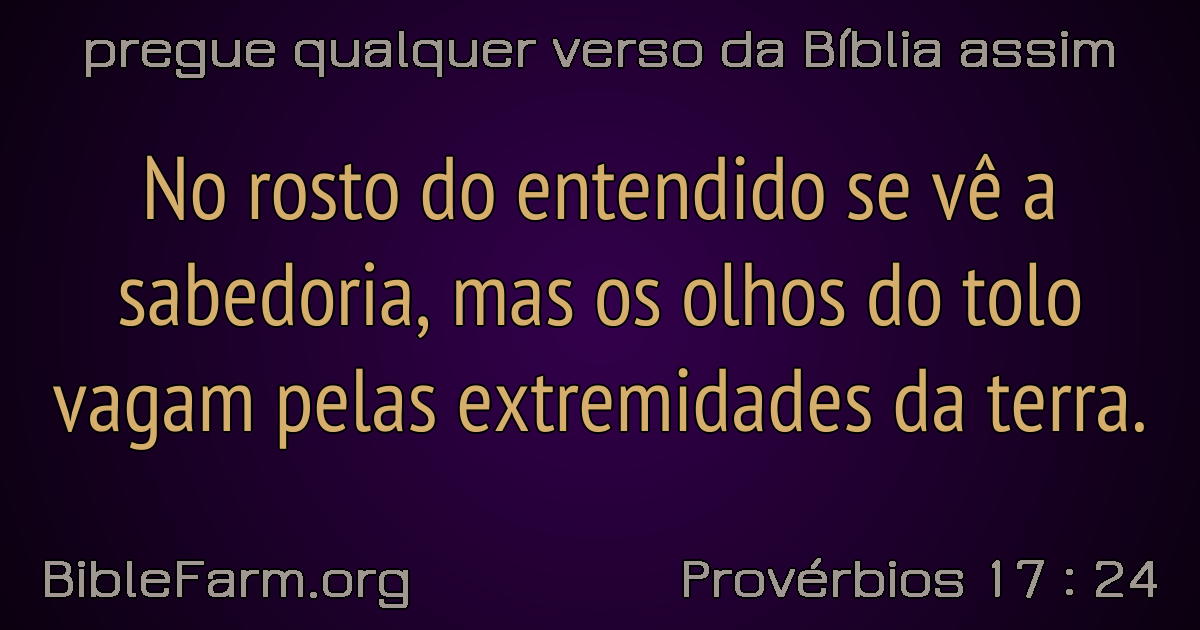 pregue qualquer verso da Bíblia assim
No rosto do entendido se vê a
sabedoria, mas os olhos do tolo
vagam pelas extremidades da terra.
BibleFarm.org
Provérbios 17 : 24